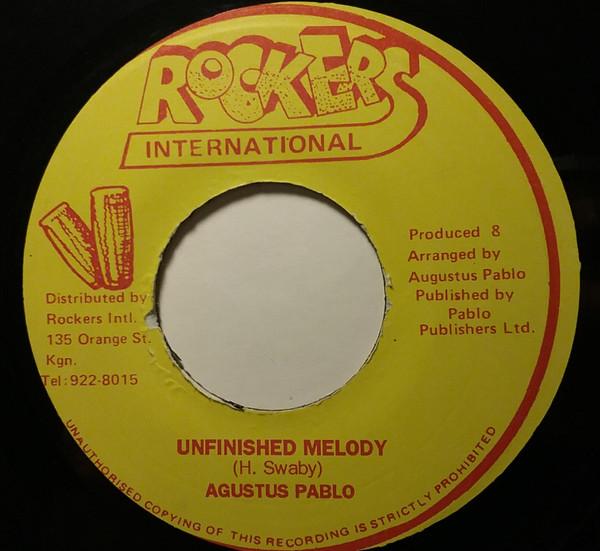 ROCKERS
INTERNATIONAL
Distributed by
Rockers Intl.
135 Orange St.
Kgn.
Tel: 922-8015
Produced &
Arranged by
Augustus Pablo
Published by
Pablo
Publishers Ltd.
UNFINISHED MELODY
(H. Swaby)
AGUSTUS PABLO
UNAUTHORISED COPYING OF THIS RECORDING IS STRICTLY PROHIBITED